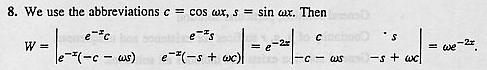 8. We use the abbreviations c = cos ωx, s = sin ωx. Then
W = | e^{-x}c   e^{-x}s ; e^{-x}(-c - ωs)   e^{-x}(-s + ωc) | = e^{-2x} | c   s ; -c - ωs   -s + ωc | = ωe^{-2x}.